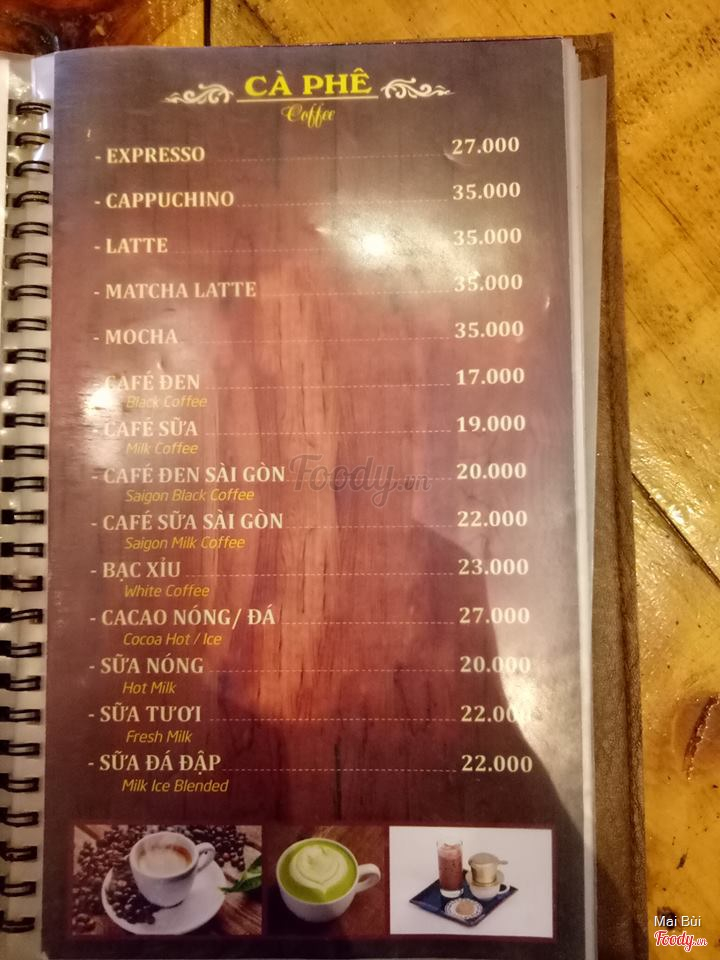 CÀ PHÊ
Coffee
- EXPRESSO 27.000
- CAPPUCHINO 35.000
- LATTE 35.000
- MATCHA LATTE 35.000
- MOCHA 35.000
- CAFÉ ĐEN 17.000
Black Coffee
- CAFÉ SỮA 19.000
Milk Coffee
- CAFÉ ĐEN SÀI GÒN 20.000
Saigon Black Coffee
- CAFÉ SỮA SÀI GÒN 22.000
Saigon Milk Coffee
- BẠC XỈU 23.000
White Coffee
- CACAO NÓNG/ ĐÁ 27.000
Cocoa Hot / Ice
- SỮA NÓNG 20.000
Hot Milk
- SỮA TƯƠI 22.000
Fresh Milk
- SỮA ĐÁ ĐẬP 22.000
Milk Ice Blended
Foody.vn
Mai Bùi
Foody.vn